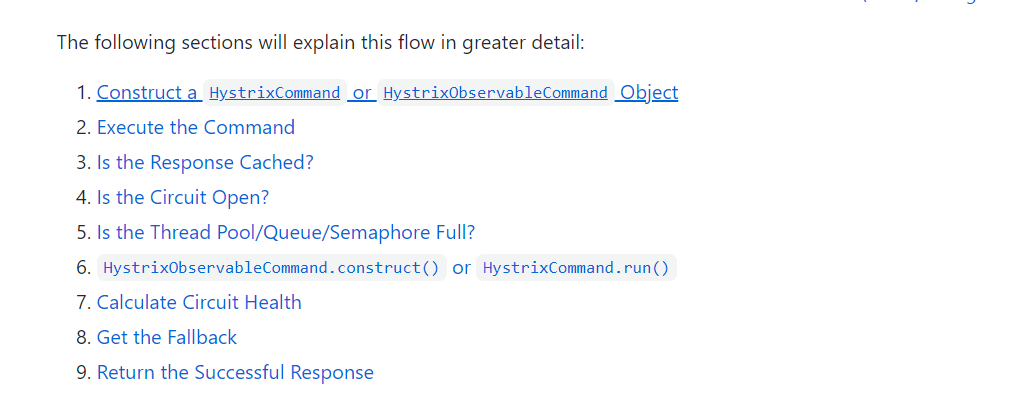 The following sections will explain this flow in greater detail:
1. Construct a HystrixCommand or HystrixObservableCommand Object
2. Execute the Command
3. Is the Response Cached?
4. Is the Circuit Open?
5. Is the Thread Pool/Queue/Semaphore Full?
6. HystrixObservableCommand.construct() or HystrixCommand.run()
7. Calculate Circuit Health
8. Get the Fallback
9. Return the Successful Response